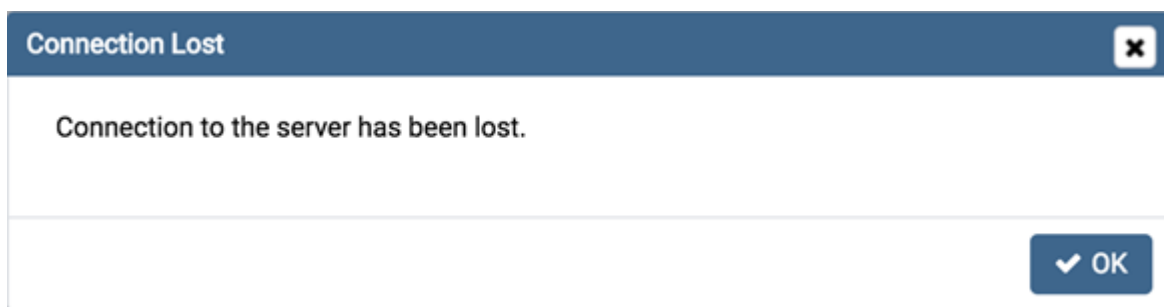 Connection Lost
Connection to the server has been lost.
OK